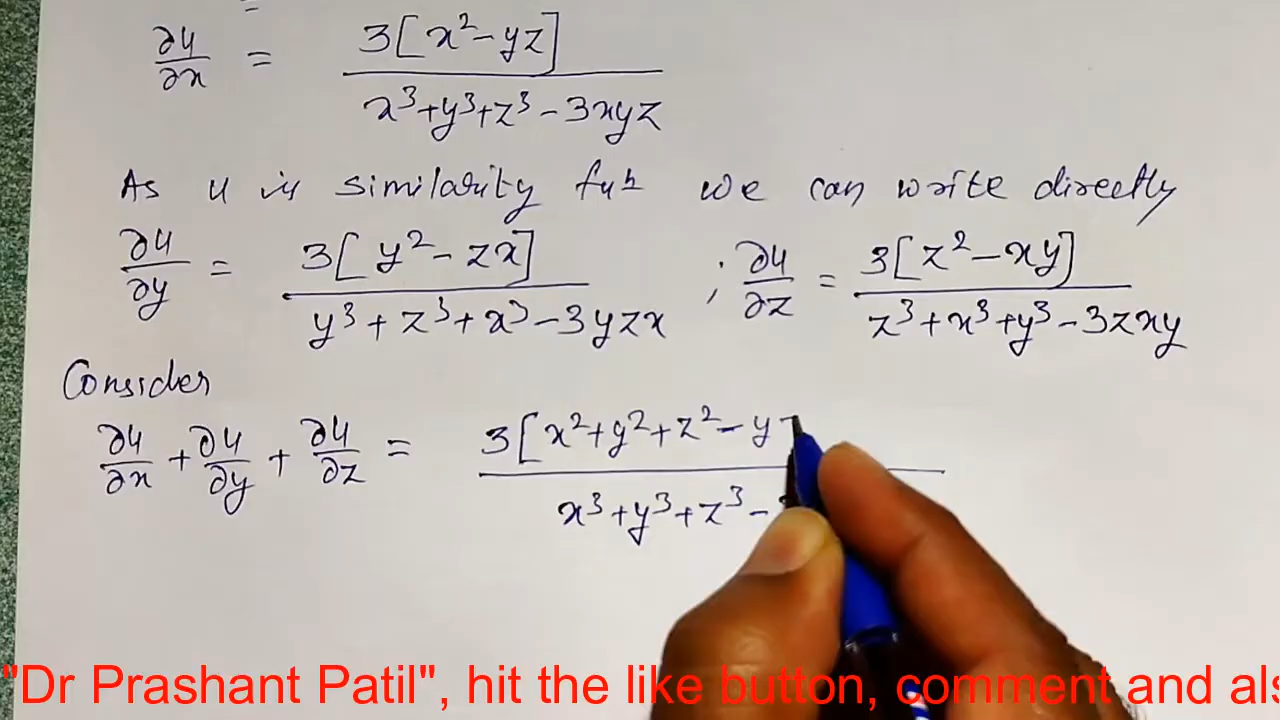 ∂u/∂x = 3[x²-yz] / x³+y³+z³-3xyz
As u is similarity fuⁿ we can write directly
∂u/∂y = 3[y²-zx] / y³+z³+x³-3yzx ; ∂u/∂z = 3[z²-xy] / z³+x³+y³-3zxy
Consider
∂u/∂x + ∂u/∂y + ∂u/∂z = 3[x²+y²+z²-y / x³+y³+z³-
"Dr Prashant Patil", hit the like button, comment and als